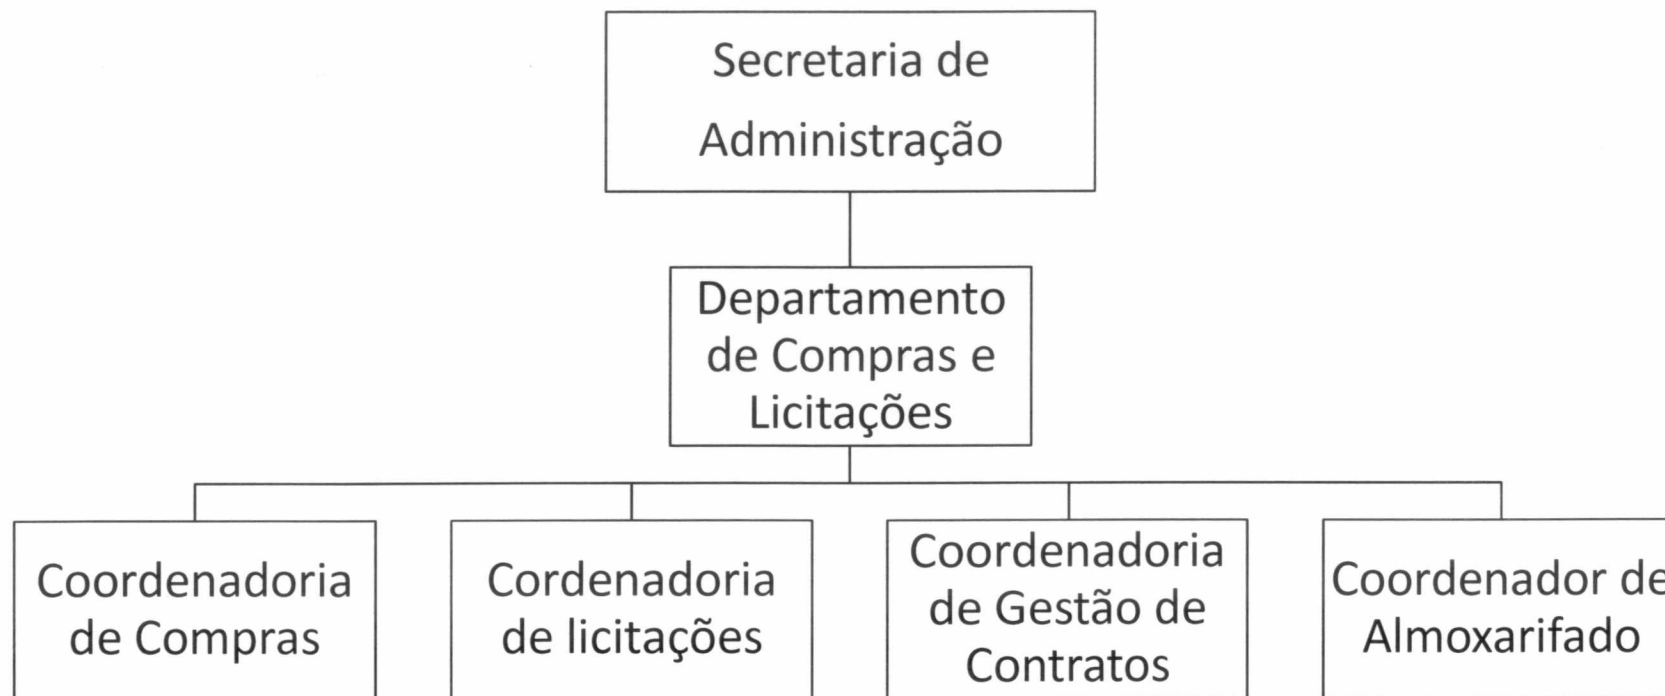 Secretaria de
Administração
Departamento
de Compras e
Licitações
Coordenadoria
de Compras
Cordenadoria
de licitações
Coordenadoria
de Gestão de
Contratos
Coordenador de
Almoxarifado